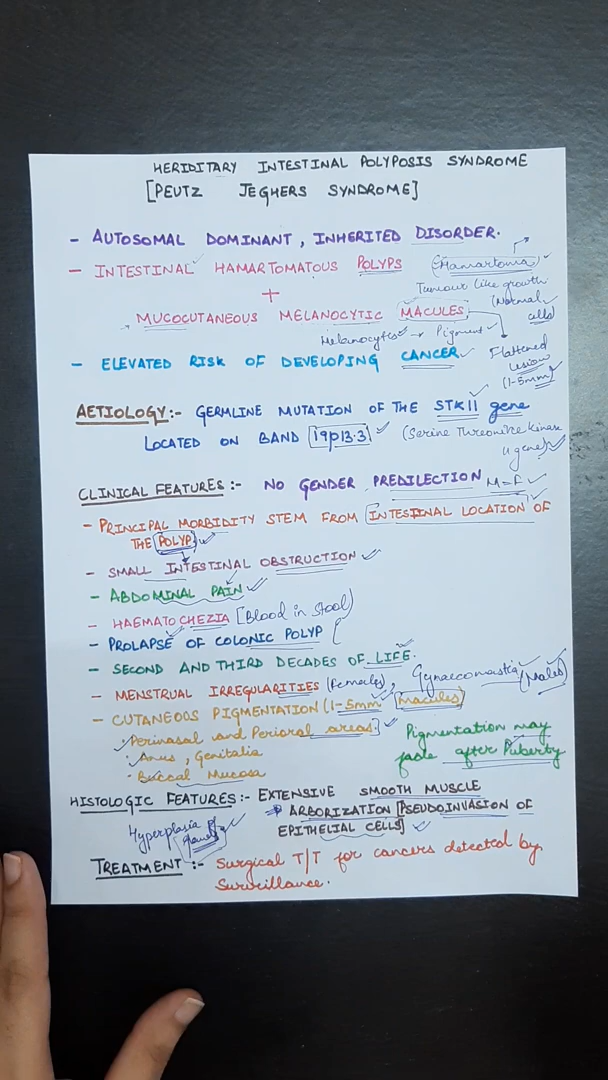 HERIDITARY INTESTINAL POLYPOSIS SYNDROME
[PEUTZ JEGHERS SYNDROME]
- AUTOSOMAL DOMINANT, INHERITED DISORDER.
- INTESTINAL HAMARTOMATOUS POLYPS (Hamartoma)
Tumour like growth
(Normal cells)
+
MUCOCUTANEOUS MELANOCYTIC MACULES
Melanocytes → Pigment
Flattened
lesion
(1-5mm)
- ELEVATED RISK OF DEVELOPING CANCER
AETIOLOGY:- GERMLINE MUTATION OF THE STK11 gene
LOCATED ON BAND [19p13.3] (Serine Threonine kinase
11 gene)
CLINICAL FEATURES:- NO GENDER PREDILECTION M=F
- PRINCIPAL MORBIDITY STEM FROM INTESTINAL LOCATION OF
THE POLYP
- SMALL INTESTINAL OBSTRUCTION
- ABDOMINAL PAIN
- HAEMATOCHEZIA [Blood in Stool)
- PROLAPSE OF COLONIC POLYP
- SECOND AND THIRD DECADES OF LIFE.
- MENSTRUAL IRREGULARITIES (Females), Gynaecomastia (Males)
- CUTANEOUS PIGMENTATION (1-5mm [Macules)
. Perinasal and Perioral areas.]
. Anus, Genitalia
. Buccal Mucosa
Pigmentation may
fade after Puberty
HISTOLOGIC FEATURES:- EXTENSIVE SMOOTH MUSCLE
ARBORIZATION [PSEUDOINVASION OF
EPITHELIAL CELLS]
Hyperplasia of
TREATMENT:- Surgical T/T for cancers detected by
Surveillance.